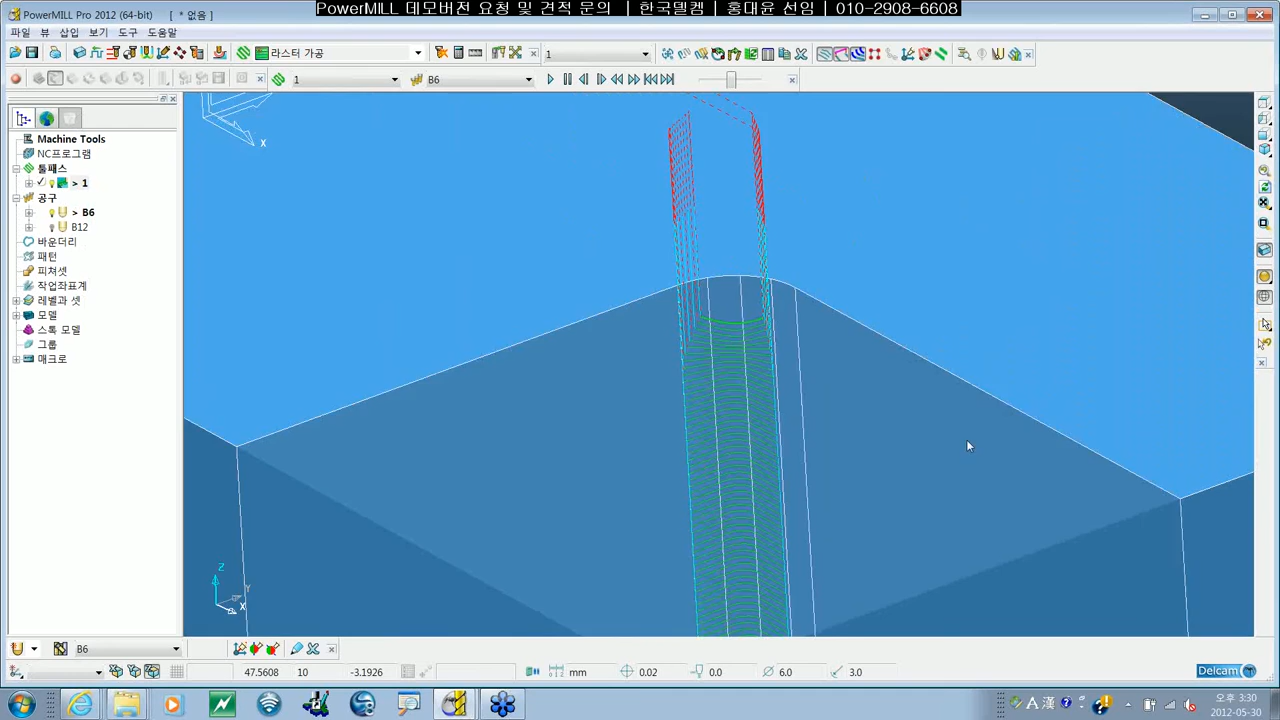 PowerMILL 데모버전 요청 및 견적 문의 | 한국델켐 | 홍대윤 선임 | 010-2908-6608
PowerMILL Pro 2012 (64-bit) [ * 없음 ]
파일 뷰 삽입 보기 도구 도움말
라스터 가공 1
1 B6
Machine Tools
NC프로그램
툴패스
> 1
공구
> B6
B12
바운더리
패턴
피쳐셋
작업좌표계
레벨과 셋
모델
스톡 모델
그룹
매크로
X
Z
Y
X
B6
47.5608 10 -3.1926 mm 0.02 0.0 6.0 3.0
Delcam
A 漢
오후 3:30
2012-05-30